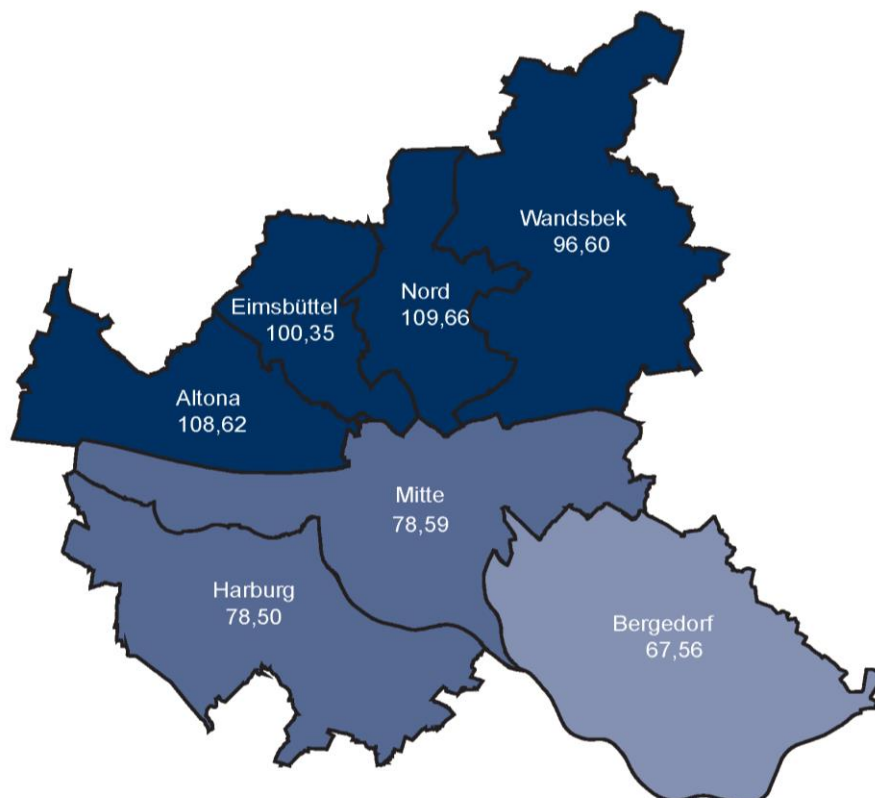 Wandsbek
96,60
Nord
109,66
Eimsbüttel
100,35
Altona
108,62
Mitte
78,59
Harburg
78,50
Bergedorf
67,56